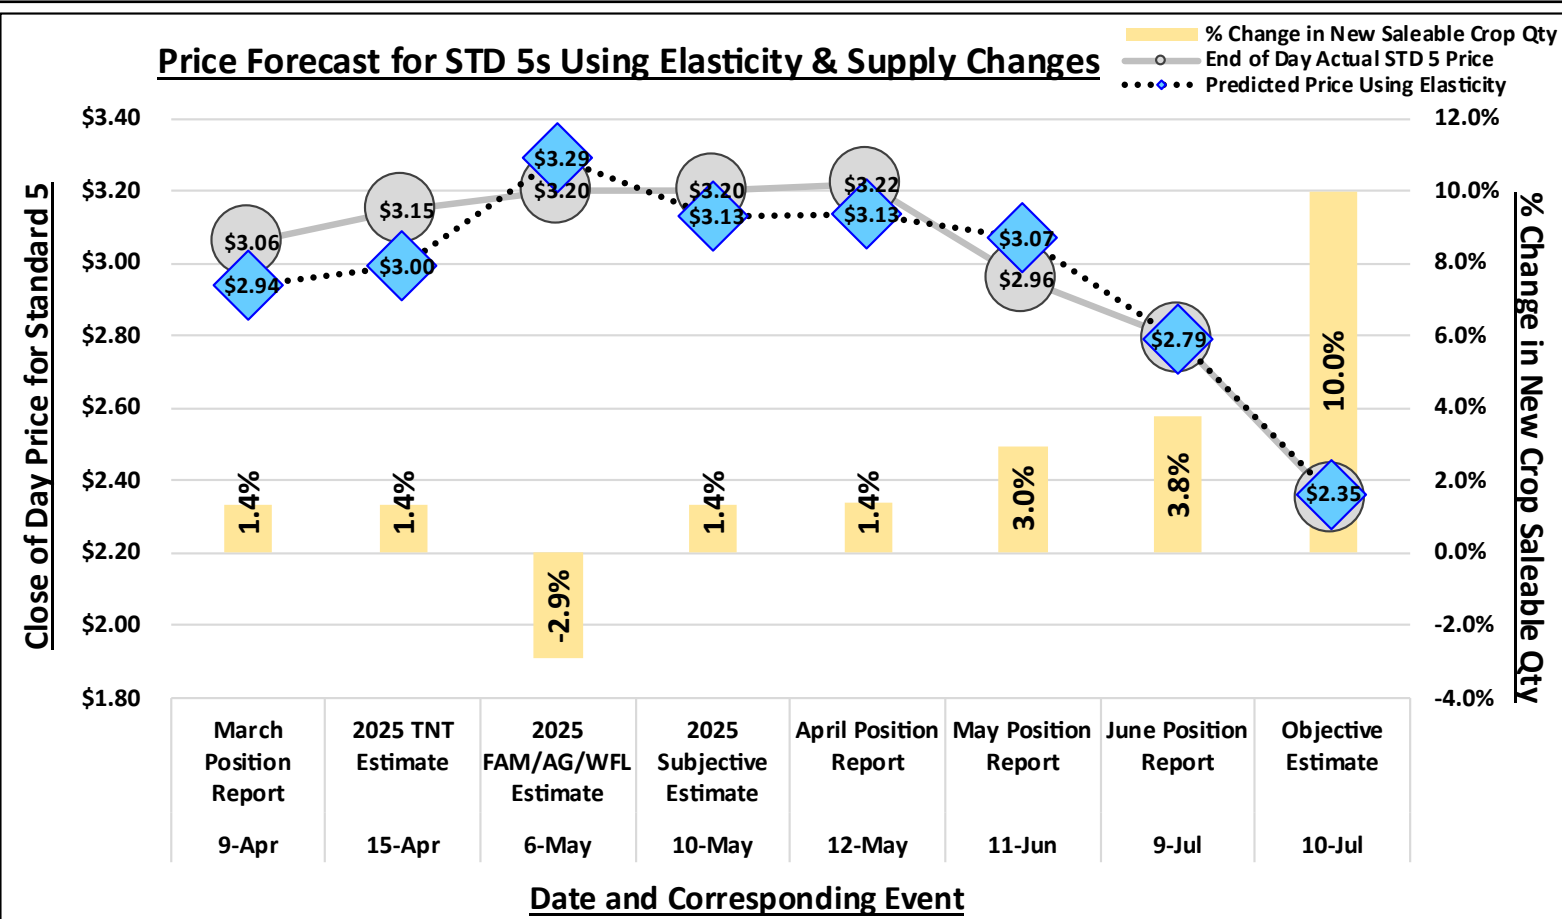 Price Forecast for STD 5s Using Elasticity & Supply Changes
% Change in New Saleable Crop Qty
End of Day Actual STD 5 Price
Predicted Price Using Elasticity
Close of Day Price for Standard 5
$3.40
$3.20
$3.00
$2.80
$2.60
$2.40
$2.20
$2.00
$1.80
$3.06
$2.94
$3.15
$3.00
$3.29
$3.20
$3.20
$3.13
$3.22
$3.13
$3.07
$2.96
$2.79
$2.35
1.4%
1.4%
-2.9%
1.4%
1.4%
3.0%
3.8%
10.0%
12.0%
10.0%
8.0%
6.0%
4.0%
2.0%
0.0%
-2.0%
-4.0%
% Change in New Crop Saleable Qty
March
Position
Report
9-Apr
2025 TNT
Estimate
15-Apr
2025
FAM/AG/WFL
Estimate
6-May
2025
Subjective
Estimate
10-May
April Position
Report
12-May
May Position
Report
11-Jun
June Position
Report
9-Jul
Objective
Estimate
10-Jul
Date and Corresponding Event